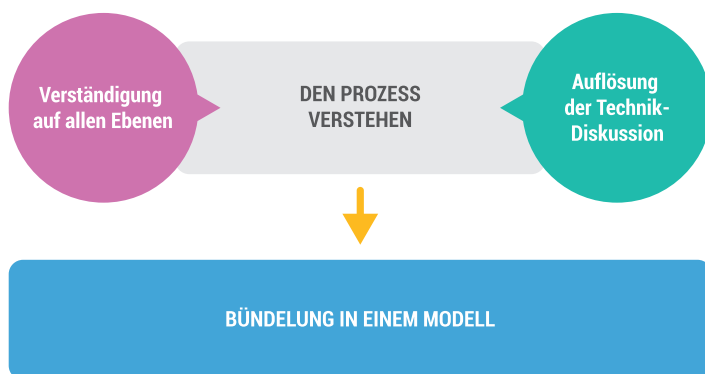 Verständigung
auf allen Ebenen
DEN PROZESS
VERSTEHEN
Auflösung
der Technik-
Diskussion
BÜNDELUNG IN EINEM MODELL